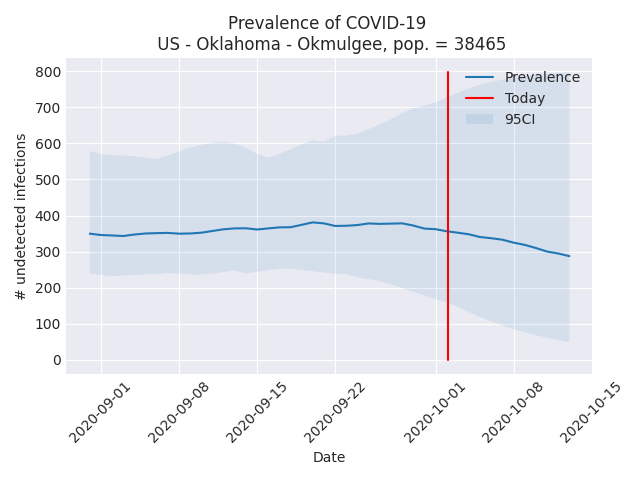 Prevalence of COVID-19
US - Oklahoma - Okmulgee, pop. = 38465
800
700
600
500
400
300
200
100
0
# undetected infections
Prevalence
Today
95CI
2020-09-01
2020-09-08
2020-09-15
2020-09-22
2020-10-01
2020-10-08
2020-10-15
Date